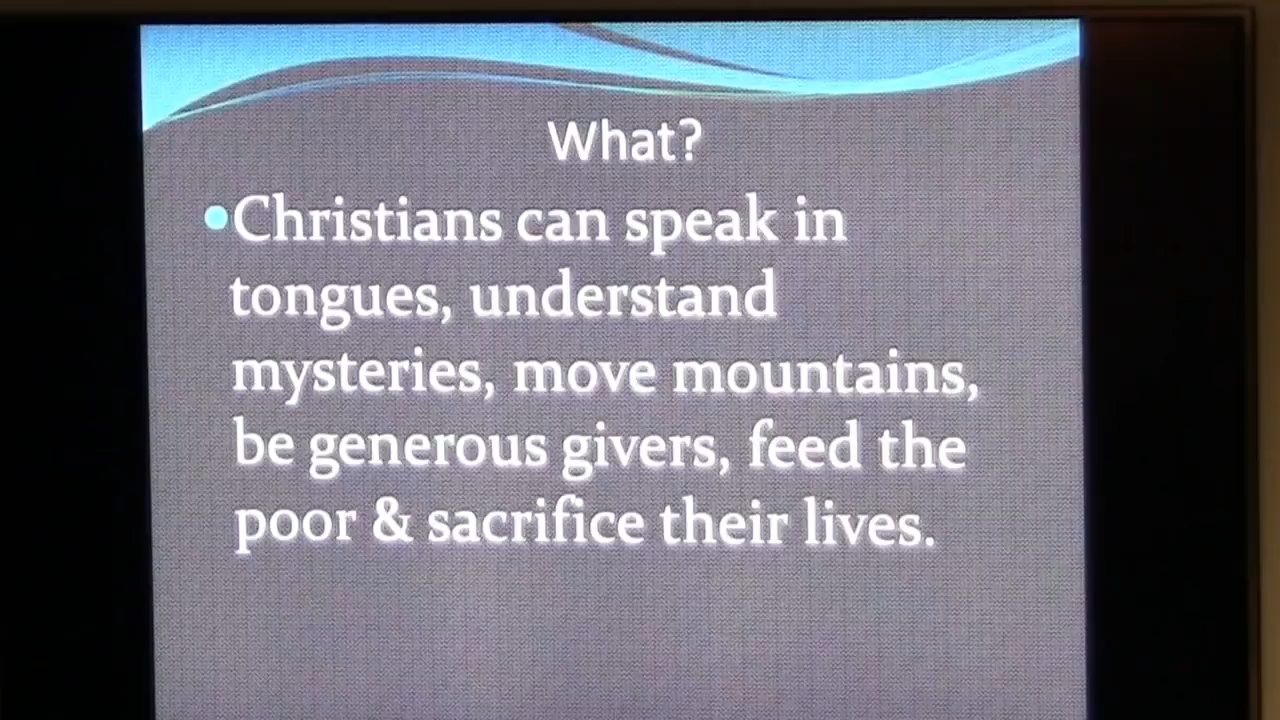 What?
•Christians can speak in
tongues, understand
mysteries, move mountains,
be generous givers, feed the
poor & sacrifice their lives.